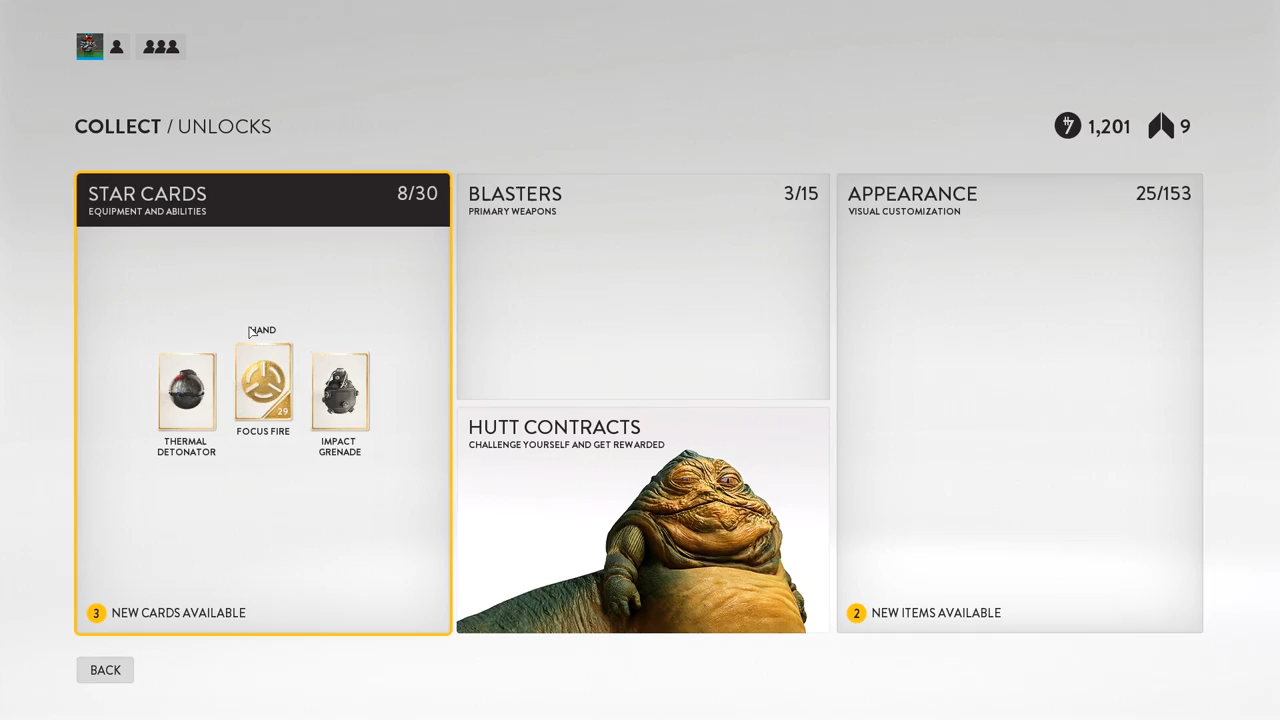 COLLECT / UNLOCKS
1,201
9
STAR CARDS
8/30
EQUIPMENT AND ABILITIES
HAND
29
THERMAL
DETONATOR
FOCUS FIRE
IMPACT
GRENADE
3 NEW CARDS AVAILABLE
BLASTERS
3/15
PRIMARY WEAPONS
HUTT CONTRACTS
CHALLENGE YOURSELF AND GET REWARDED
APPEARANCE
25/153
VISUAL CUSTOMIZATION
2 NEW ITEMS AVAILABLE
BACK